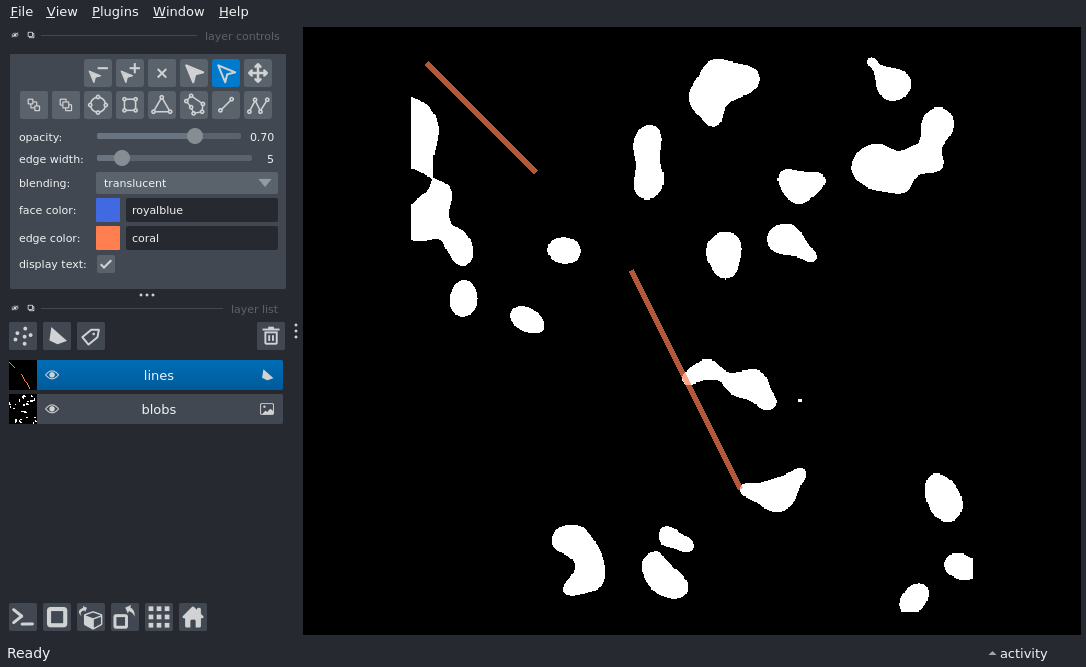 File View Plugins Window Help
layer controls
opacity: 0.70
edge width: 5
blending: translucent
face color: royalblue
edge color: coral
display text:
layer list
lines
blobs
Ready
activity